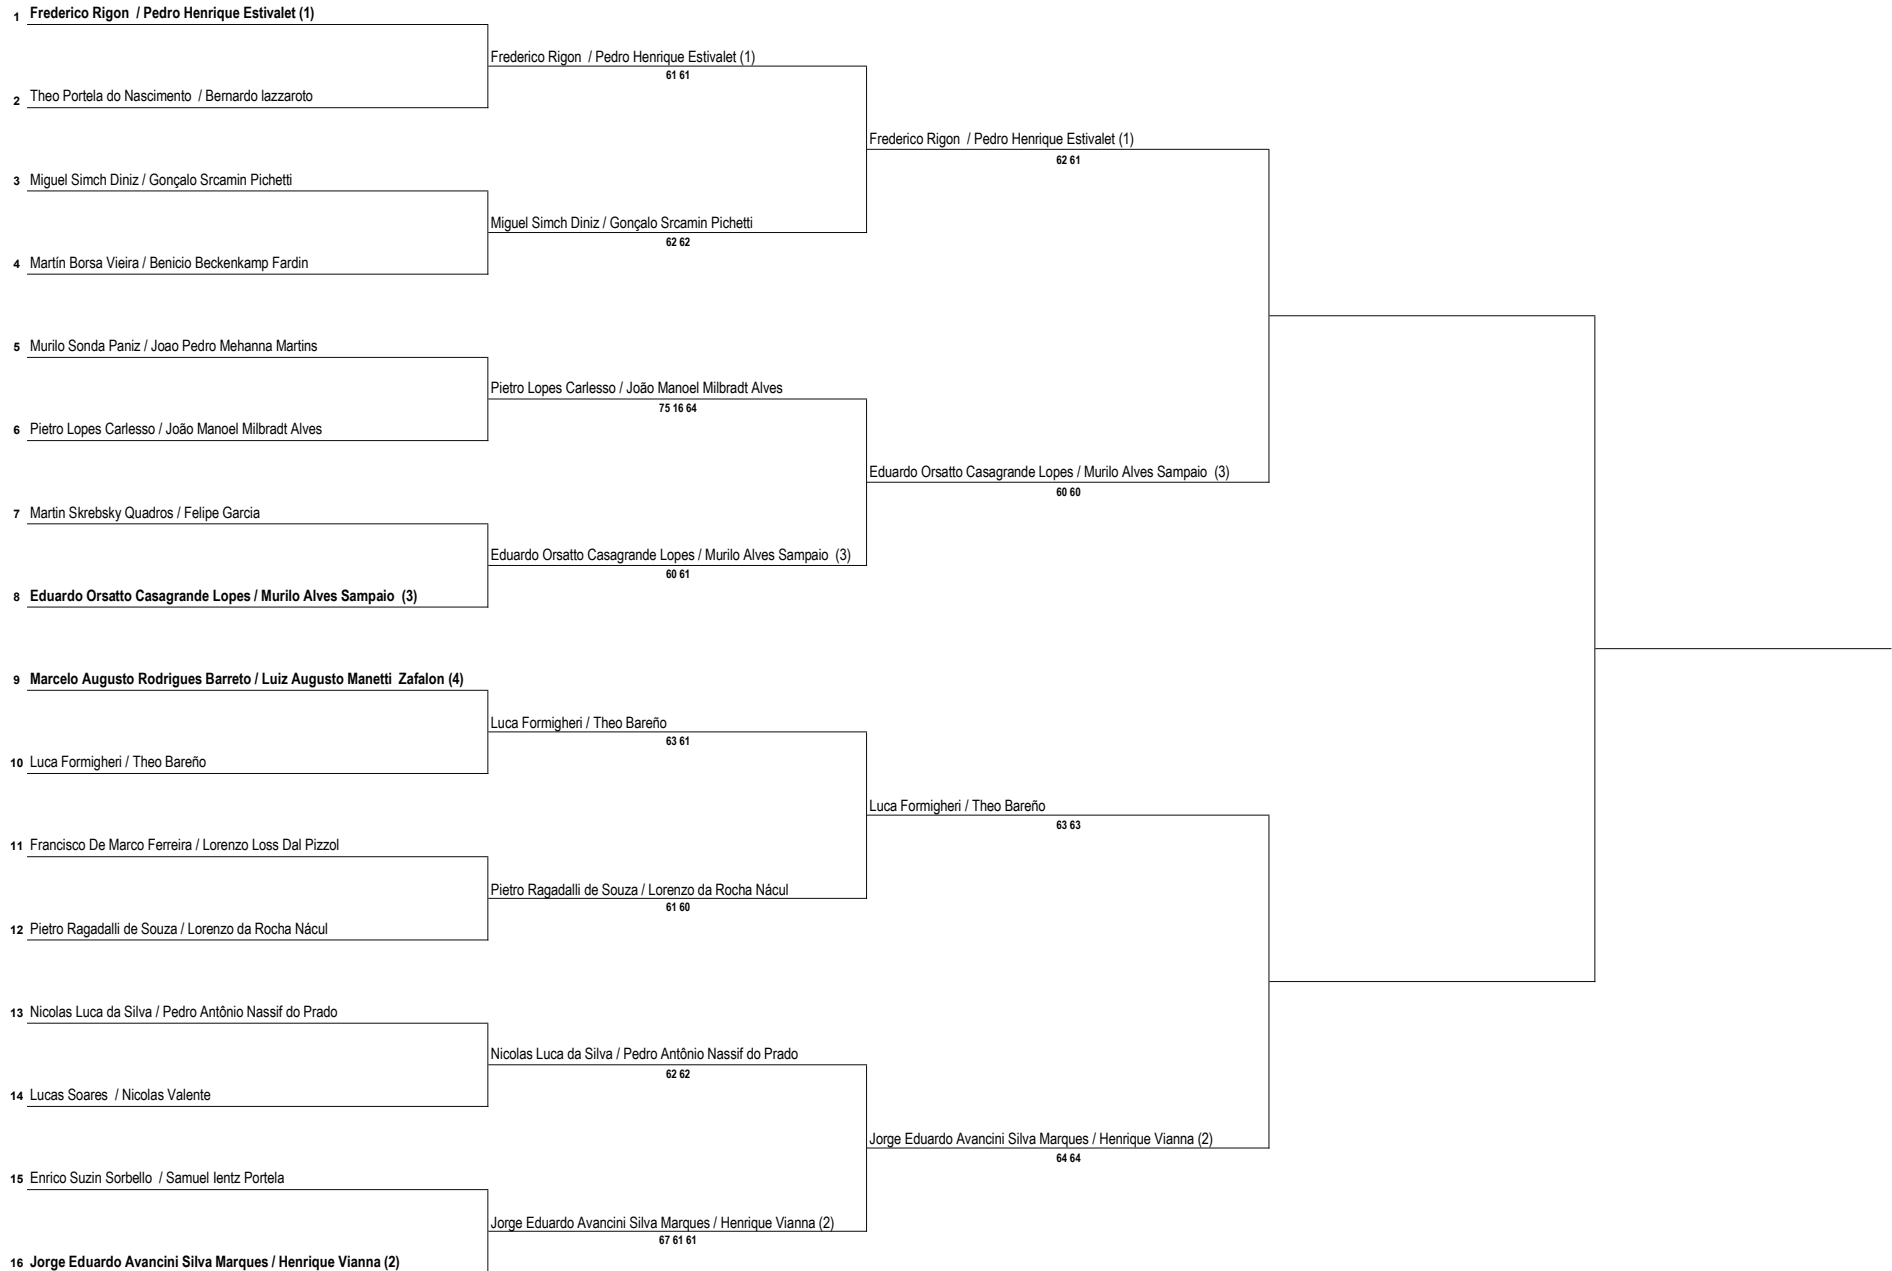 1 Frederico Rigon / Pedro Henrique Estivalet (1)
Frederico Rigon / Pedro Henrique Estivalet (1)
61 61
2 Theo Portela do Nascimento / Bernardo Iazzaroto
Frederico Rigon / Pedro Henrique Estivalet (1)
62 61
3 Miguel Simch Diniz / Gonçalo Srcamin Pichetti
Miguel Simch Diniz / Gonçalo Srcamin Pichetti
62 62
4 Martín Borsa Vieira / Benicio Beckenkamp Fardin
5 Murilo Sonda Paniz / Joao Pedro Mehanna Martins
Pietro Lopes Carlesso / João Manoel Milbradt Alves
75 16 64
6 Pietro Lopes Carlesso / João Manoel Milbradt Alves
Eduardo Orsatto Casagrande Lopes / Murilo Alves Sampaio (3)
60 60
7 Martin Skrebsky Quadros / Felipe Garcia
Eduardo Orsatto Casagrande Lopes / Murilo Alves Sampaio (3)
60 61
8 Eduardo Orsatto Casagrande Lopes / Murilo Alves Sampaio (3)
9 Marcelo Augusto Rodrigues Barreto / Luiz Augusto Manetti Zafalon (4)
Luca Formigheri / Theo Bareño
63 61
10 Luca Formigheri / Theo Bareño
Luca Formigheri / Theo Bareño
63 63
11 Francisco De Marco Ferreira / Lorenzo Loss Dal Pizzol
Pietro Ragadalli de Souza / Lorenzo da Rocha Nácul
61 60
12 Pietro Ragadalli de Souza / Lorenzo da Rocha Nácul
13 Nicolas Luca da Silva / Pedro Antônio Nassif do Prado
Nicolas Luca da Silva / Pedro Antônio Nassif do Prado
62 62
14 Lucas Soares / Nicolas Valente
Jorge Eduardo Avancini Silva Marques / Henrique Vianna (2)
64 64
15 Enrico Suzin Sorbello / Samuel Ientz Portela
Jorge Eduardo Avancini Silva Marques / Henrique Vianna (2)
67 61 61
16 Jorge Eduardo Avancini Silva Marques / Henrique Vianna (2)